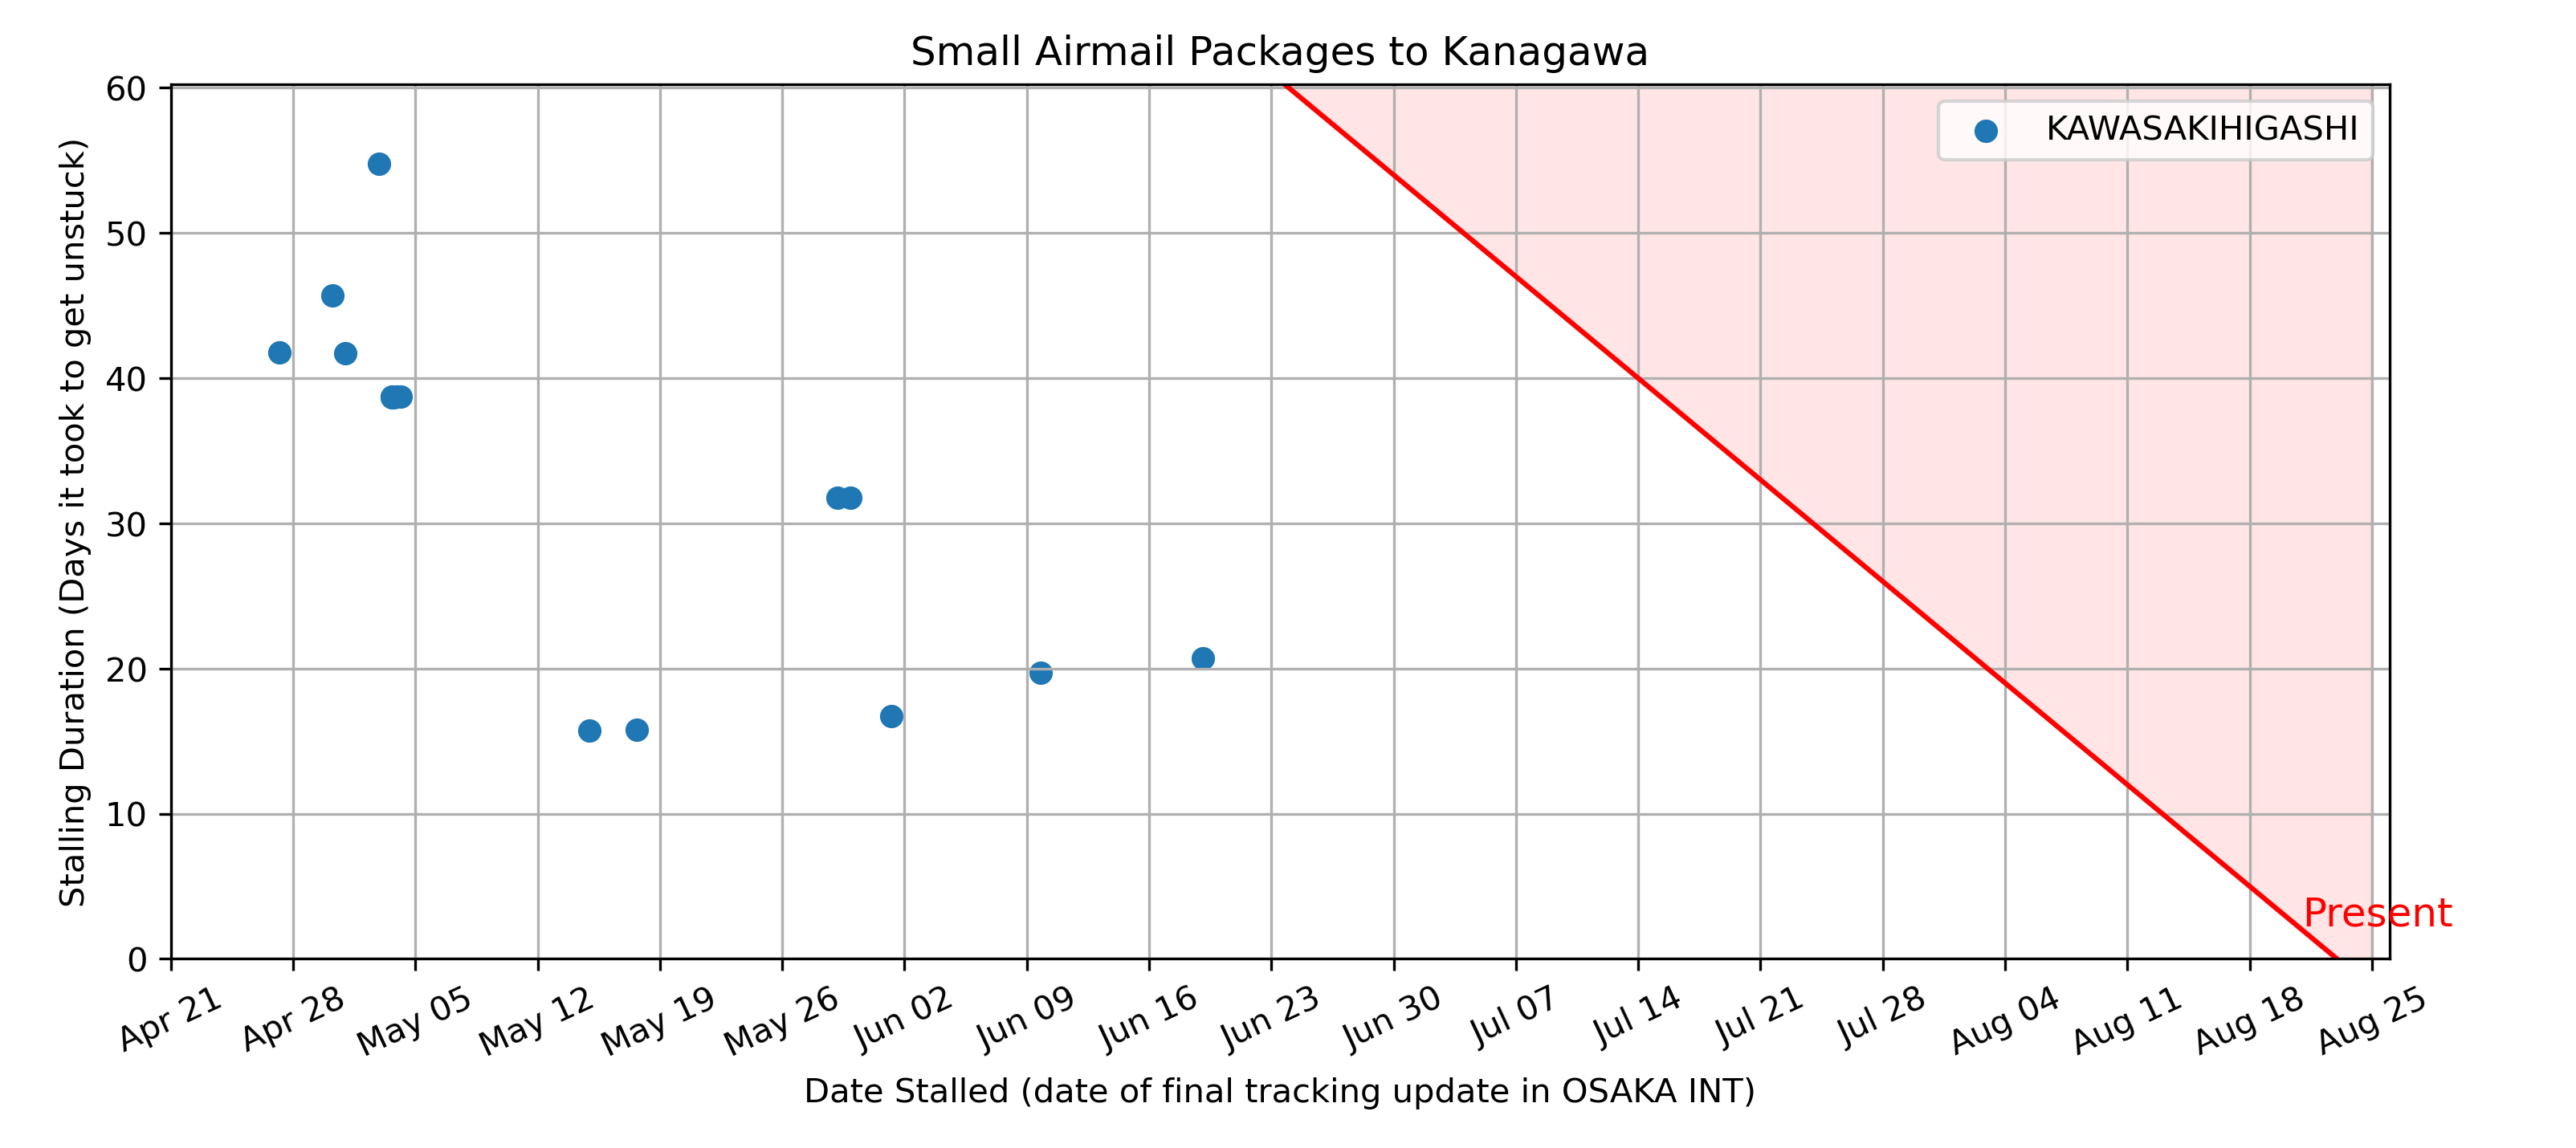 Small Airmail Packages to Kanagawa
KAWASAKIHIGASHI
Stalling Duration (Days it took to get unstuck)
60
50
40
30
20
10
0
Present
Apr 21
Apr 28
May 05
May 12
May 19
May 26
Jun 02
Jun 09
Jun 16
Jun 23
Jun 30
Jul 07
Jul 14
Jul 21
Jul 28
Aug 04
Aug 11
Aug 18
Aug 25
Date Stalled (date of final tracking update in OSAKA INT)